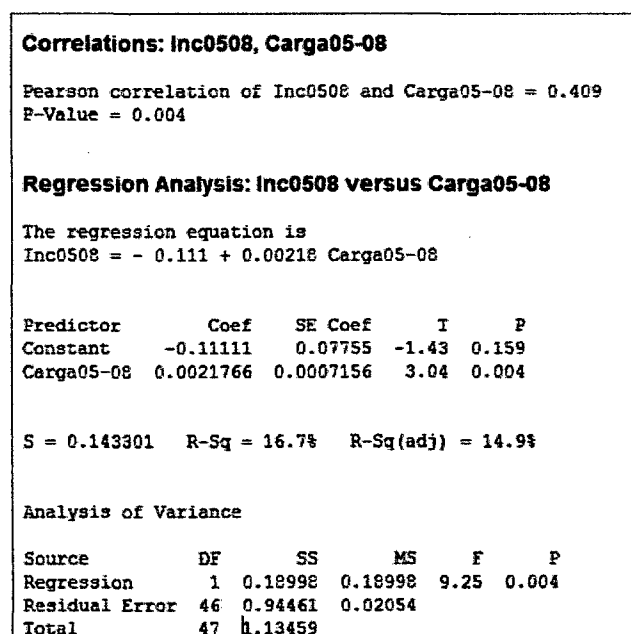 Correlations: Inc0508, Carga05-08
Pearson correlation of Inc0508 and Carga05-08 = 0.409
P-Value = 0.004
Regression Analysis: Inc0508 versus Carga05-08
The regression equation is
Inc0508 = - 0.111 + 0.00218 Carga05-08
Predictor Coef SE Coef T P
Constant -0.11111 0.07755 -1.43 0.159
Carga05-08 0.0021766 0.0007156 3.04 0.004
S = 0.143301 R-Sq = 16.7% R-Sq(adj) = 14.9%
Analysis of Variance
Source DF SS MS F P
Regression 1 0.18998 0.18998 9.25 0.004
Residual Error 46 0.94461 0.02054
Total 47 1.13459